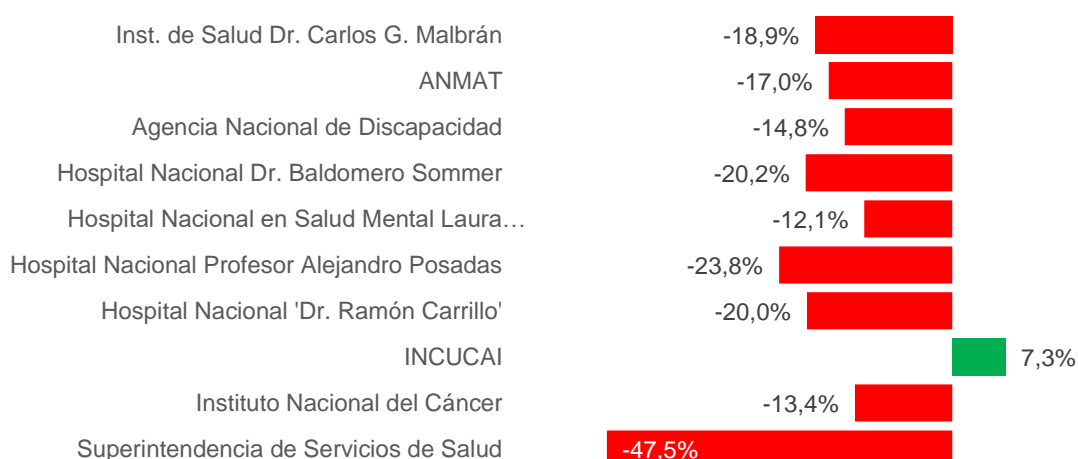 Inst. de Salud Dr. Carlos G. Malbrán -18,9%
ANMAT -17,0%
Agencia Nacional de Discapacidad -14,8%
Hospital Nacional Dr. Baldomero Sommer -20,2%
Hospital Nacional en Salud Mental Laura… -12,1%
Hospital Nacional Profesor Alejandro Posadas -23,8%
Hospital Nacional 'Dr. Ramón Carrillo' -20,0%
INCUCAI 7,3%
Instituto Nacional del Cáncer -13,4%
Superintendencia de Servicios de Salud -47,5%